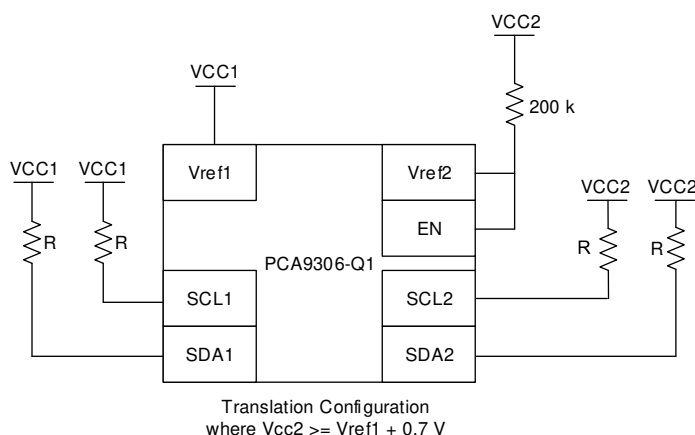 VCC2
VCC1
200 k
VCC1
VCC1
Vref1
Vref2
VCC2
VCC2
EN
R
R
R
R
PCA9306-Q1
SCL1
SCL2
SDA1
SDA2
Translation Configuration
where Vcc2 >= Vref1 + 0.7 V